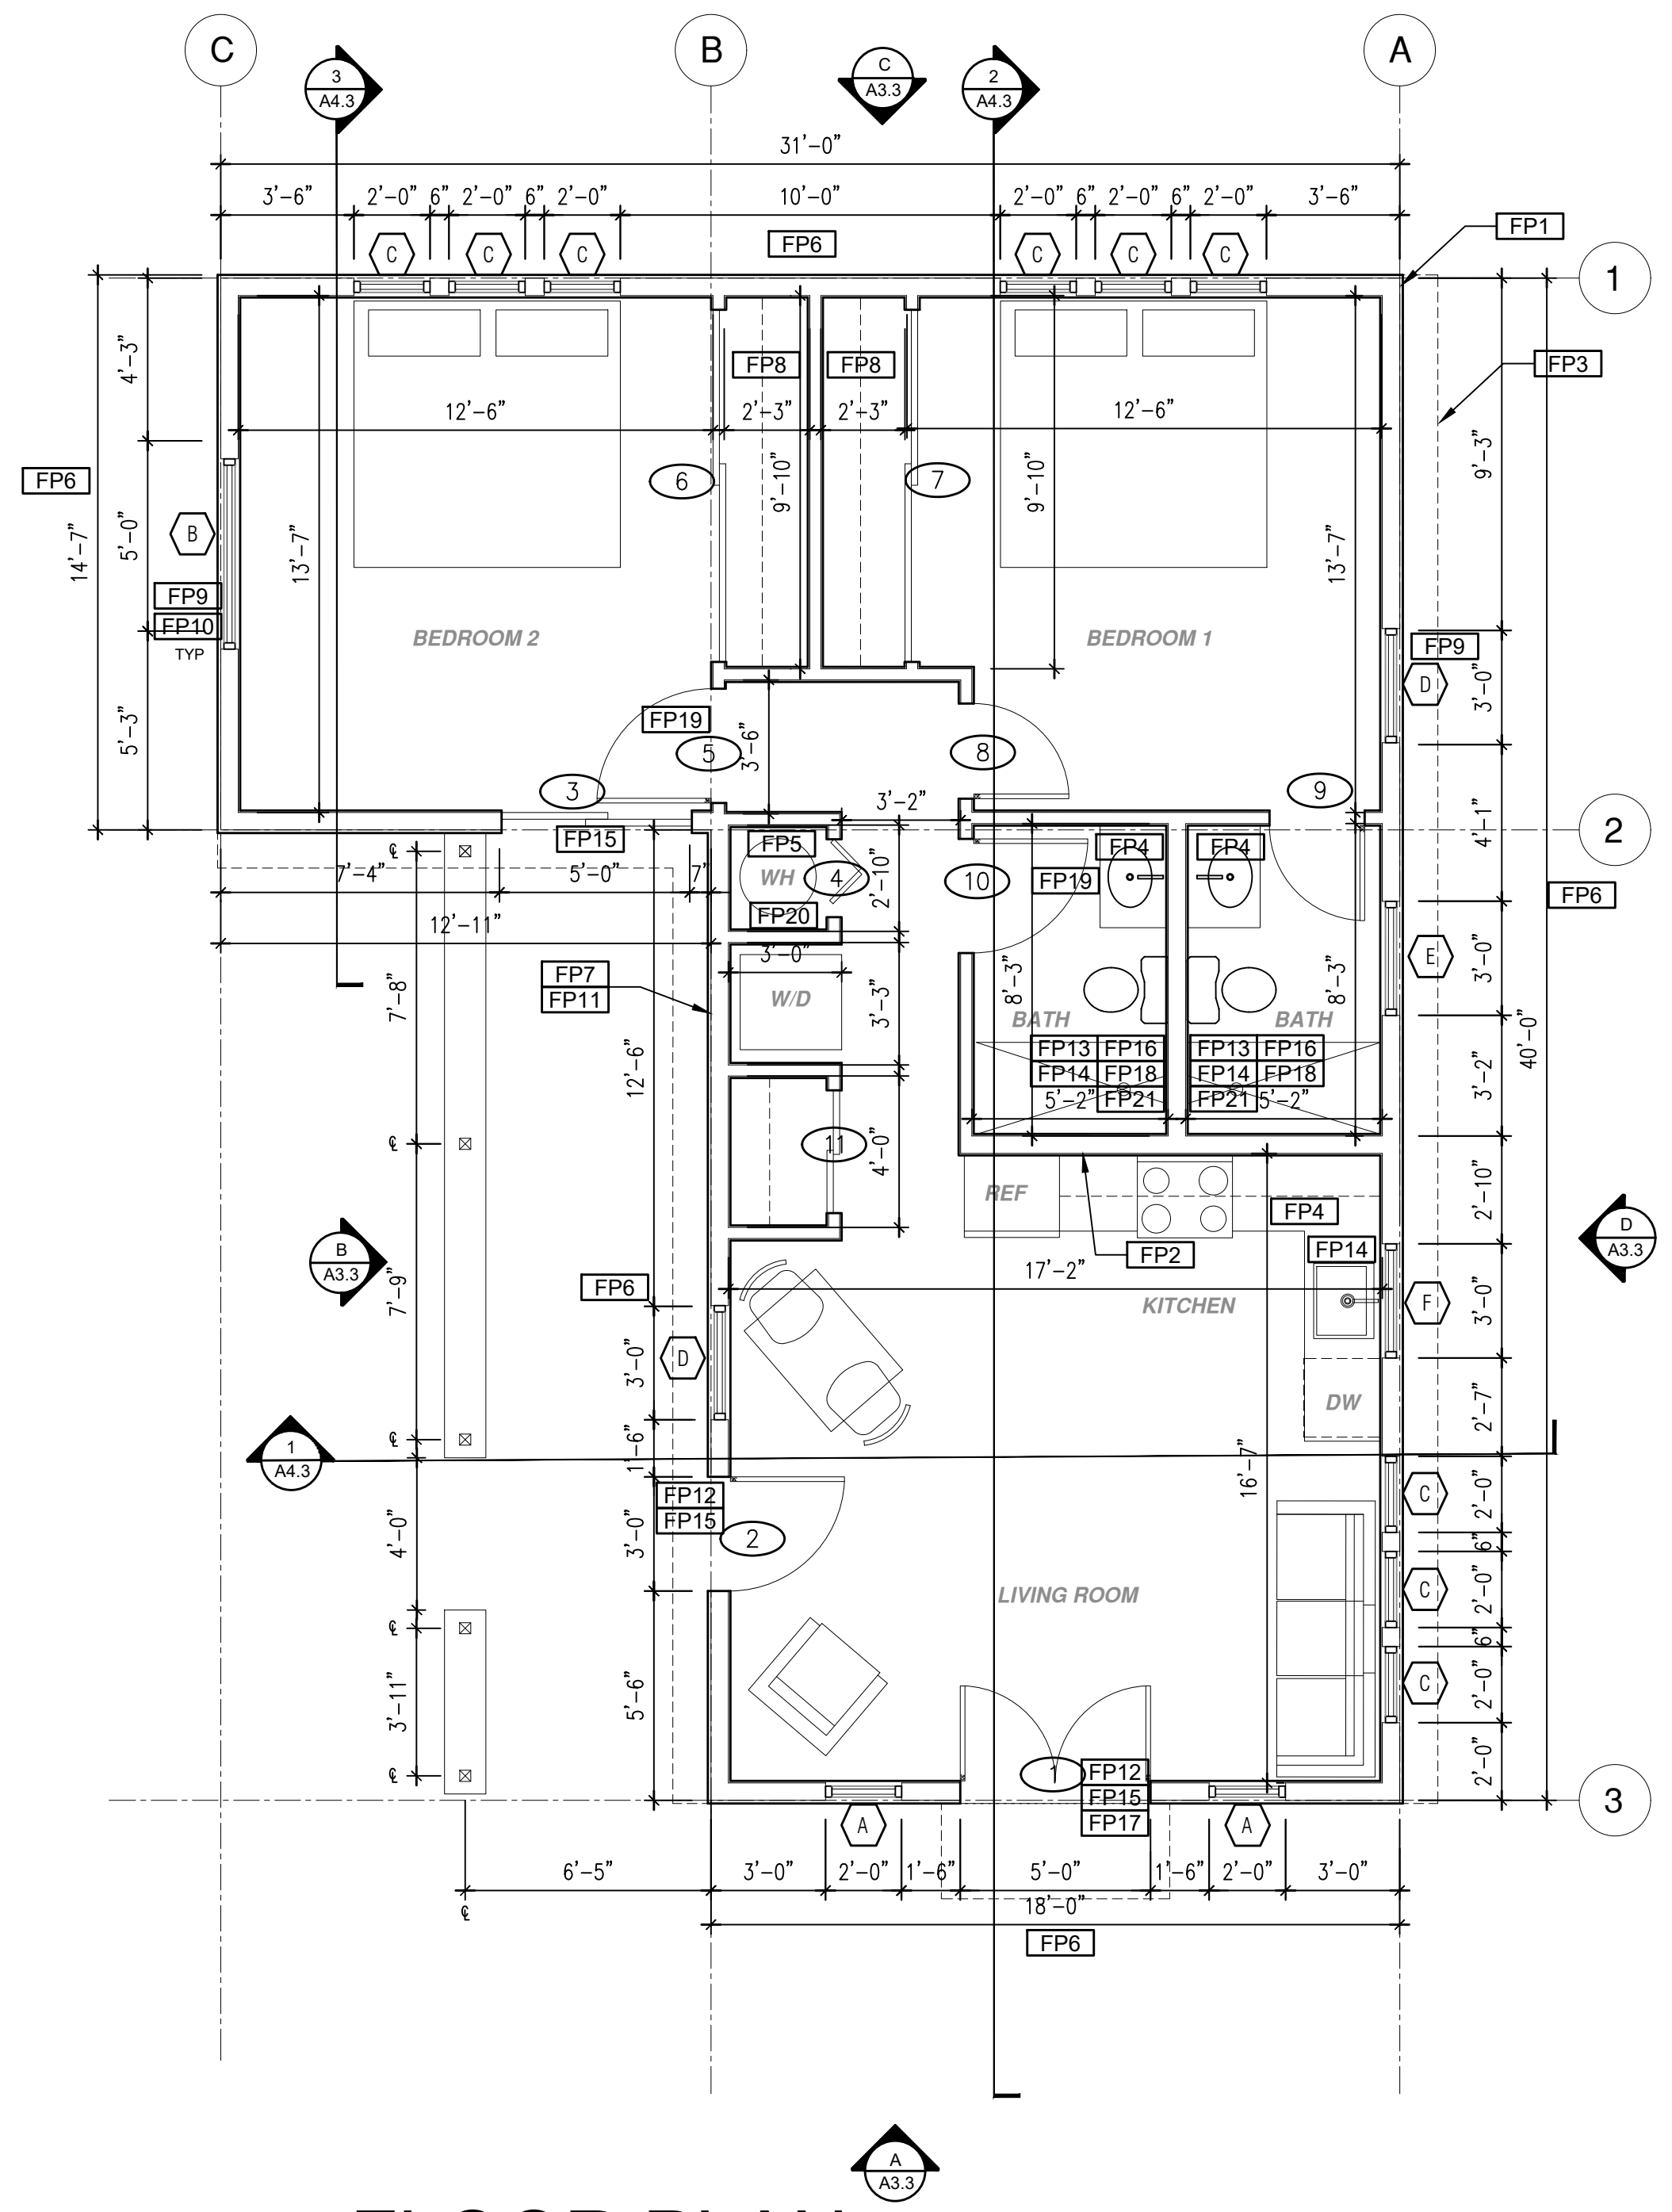 C
B
A
3
A4.3
C
A3.3
2
A4.3
31'-0"
3'-6"
2'-0"
6"
2'-0"
6"
2'-0"
10'-0"
2'-0"
6"
2'-0"
6"
2'-0"
3'-6"
FP6
FP1
C
C
C
C
C
C
1
4'-3"
FP8
FP8
FP3
12'-6"
2'-3"
2'-3"
12'-6"
9'-3"
FP6
6
7
9'-10"
9'-10"
14'-7"
5'-0"
B
13'-7"
13'-7"
FP9
FP10
TYP
BEDROOM 2
BEDROOM 1
FP9
D
3'-0"
5'-3"
FP19
5
3'-6"
8
3
9
3'-2"
4'-1"
2
FP15
FP5
FP4
FP4
℄
7'-4"
5'-0"
7"
WH
4
2'-10"
10
FP19
FP6
12'-11"
FP20
3'-0"
E
3'-0"
FP7
FP11
7'-8"
W/D
3'-3"
8'-3"
8'-3"
BATH
BATH
40'-0"
12'-6"
FP13
FP16
FP13
FP16
FP14
FP18
FP14
FP18
FP21
FP21
5'-2"
5'-2"
3'-2"
℄
11
4'-0"
REF
FP4
2'-10"
B
A3.3
FP2
FP14
D
A3.3
17'-2"
7'-9"
FP6
KITCHEN
F
3'-0"
D
3'-0"
DW
2'-7"
℄
1
A4.3
1'-6"
16'-7"
FP12
FP15
C
2'-0"
4'-0"
3'-0"
2
6"
LIVING ROOM
C
2'-0"
℄
6"
3'-11"
5'-6"
C
2'-0"
℄
1
FP12
FP15
FP17
2'-0"
3
A
A
6'-5"
3'-0"
2'-0"
1'-6"
5'-0"
1'-6"
2'-0"
3'-0"
℄
18'-0"
FP6
A
A3.3
FLOOR PLAN